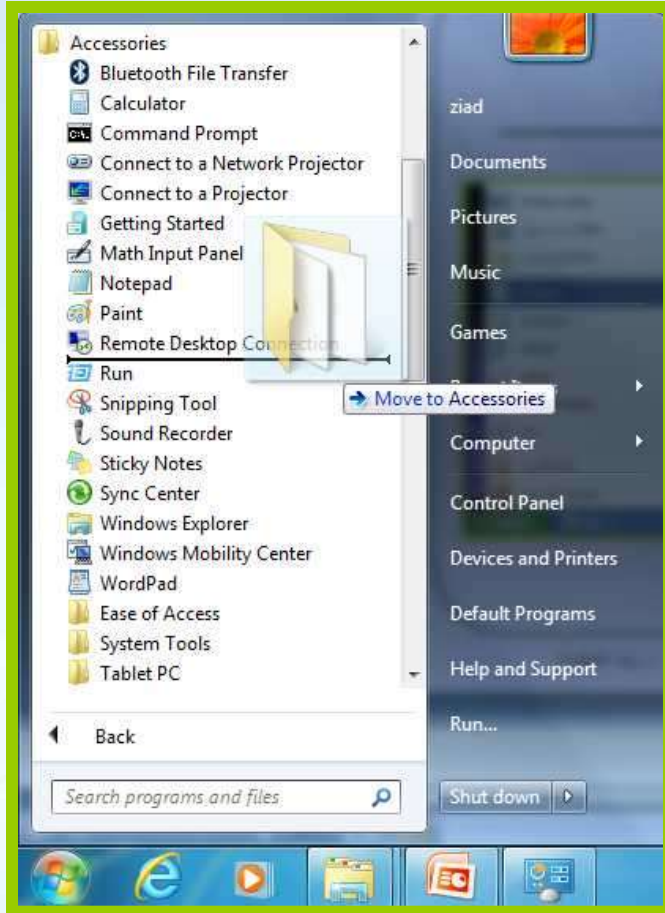 Accessories
Bluetooth File Transfer
Calculator
Command Prompt
Connect to a Network Projector
Connect to a Projector
Getting Started
Math Input Panel
Notepad
Paint
Remote Desktop Connection
Run
Snipping Tool
Sound Recorder
Sticky Notes
Sync Center
Windows Explorer
Windows Mobility Center
WordPad
Ease of Access
System Tools
Tablet PC
Back
Search programs and files
Move to Accessories
ziad
Documents
Pictures
Music
Games
Computer
Control Panel
Devices and Printers
Default Programs
Help and Support
Run...
Shut down